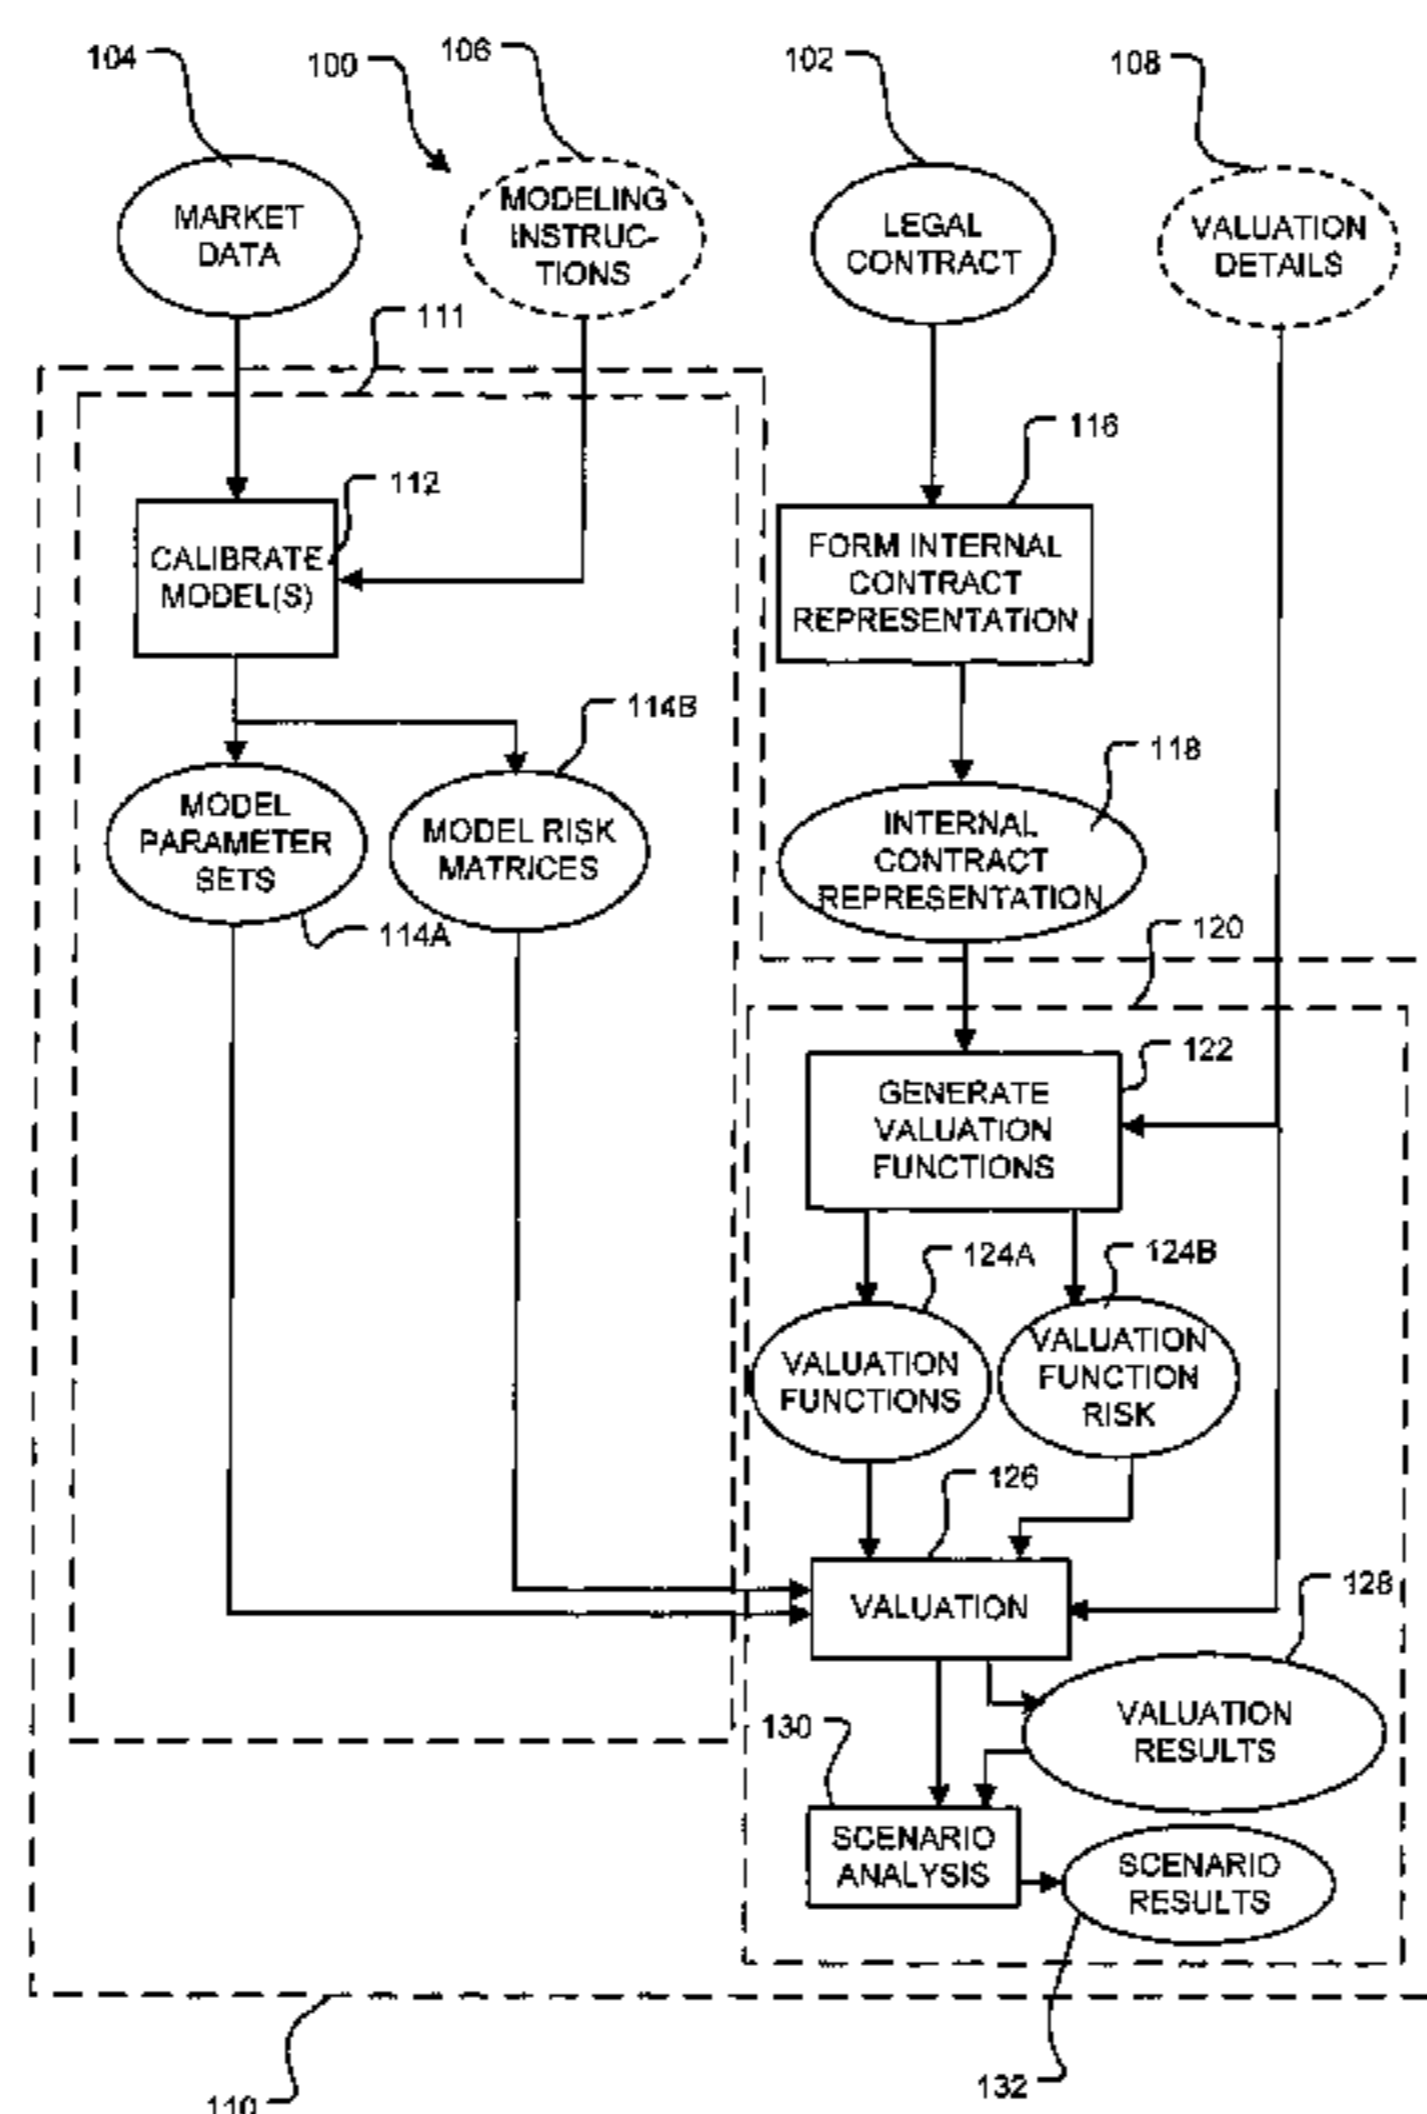 104
100
106
102
108
MARKET
DATA
MODELING
INSTRUC-
TIONS
LEGAL
CONTRACT
VALUATION
DETAILS
111
116
112
CALIBRATE
MODEL(S)
FORM INTERNAL
CONTRACT
REPRESENTATION
114B
118
MODEL
PARAMETER
SETS
MODEL RISK
MATRICES
INTERNAL
CONTRACT
REPRESENTATION
114A
120
122
GENERATE
VALUATION
FUNCTIONS
124A
124B
VALUATION
FUNCTIONS
VALUATION
FUNCTION
RISK
126
VALUATION
128
130
VALUATION
RESULTS
SCENARIO
ANALYSIS
SCENARIO
RESULTS
132
110